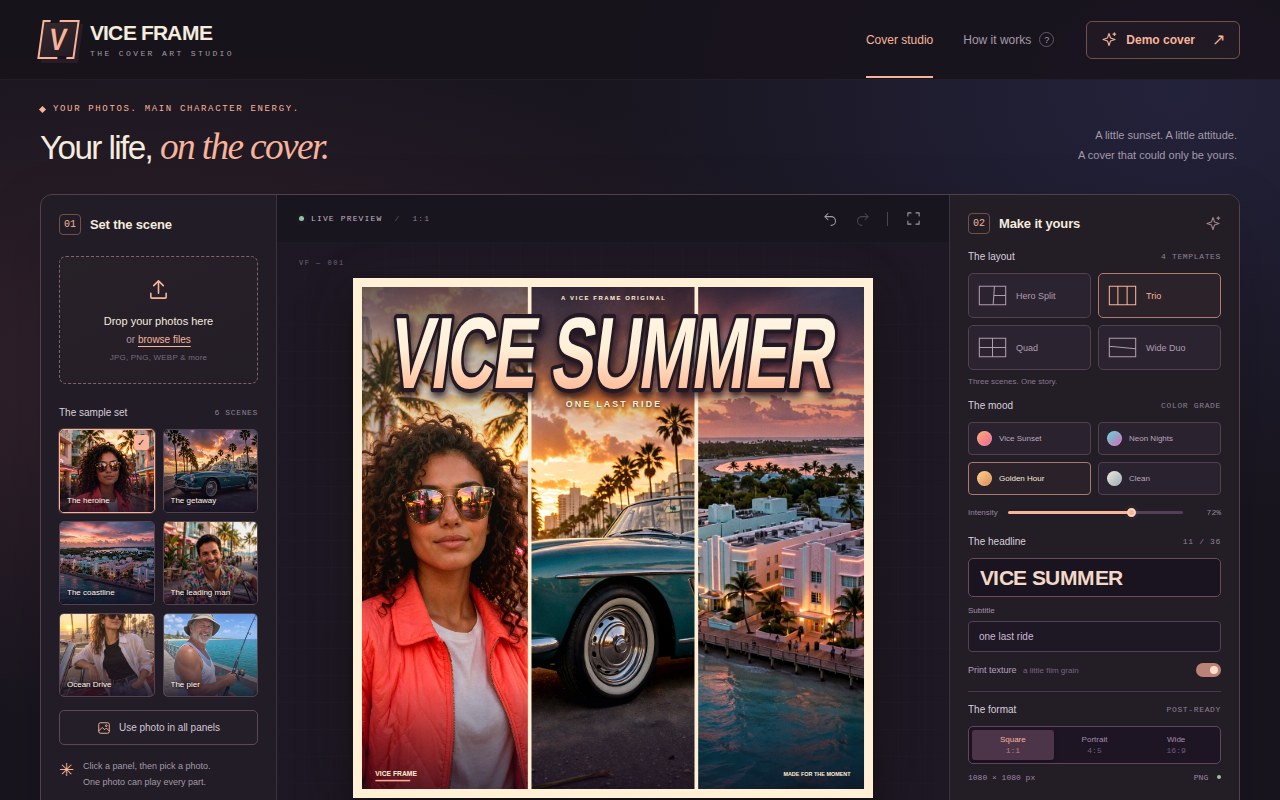 V
VICE FRAME
THE COVER ART STUDIO
Cover studio
How it works ?
Demo cover ↗
YOUR PHOTOS. MAIN CHARACTER ENERGY.
Your life, on the cover.
A little sunset. A little attitude.
A cover that could only be yours.
01 Set the scene
Drop your photos here
or browse files
JPG, PNG, WEBP & more
The sample set 6 SCENES
The heroine
The getaway
The coastline
The leading man
Ocean Drive
The pier
Use photo in all panels
Click a panel, then pick a photo.
One photo can play every part.
LIVE PREVIEW / 1:1
VF — 001
A VICE FRAME ORIGINAL
VICE SUMMER
ONE LAST RIDE
VICE FRAME
MADE FOR THE MOMENT
02 Make it yours
The layout 4 TEMPLATES
Hero Split
Trio
Quad
Wide Duo
Three scenes. One story.
The mood COLOR GRADE
Vice Sunset
Neon Nights
Golden Hour
Clean
Intensity 72%
The headline 11 / 36
VICE SUMMER
Subtitle
one last ride
Print texture a little film grain
The format POST-READY
Square
1:1
Portrait
4:5
Wide
16:9
1080 × 1080 px PNG